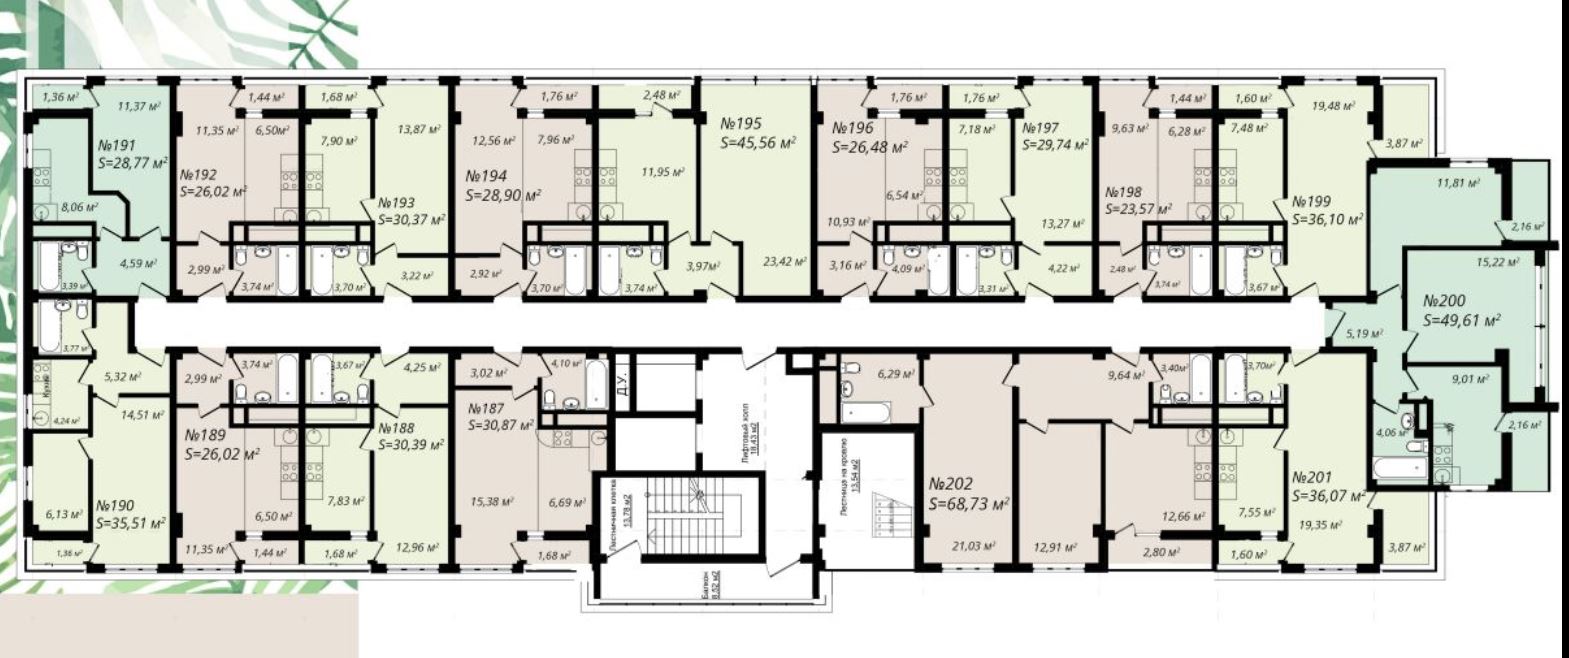 1,36 м²
11,37 м²
№191
S=28,77 м²
8,06 м²
4,59 м²
3,39 м²
1,44 м²
11,35 м²
6,50м²
№192
S=26,02 м²
2,99 м²
3,74 м²
1,68 м²
7,90 м²
13,87 м²
№193
S=30,37 м²
3,70 м²
3,22 м²
1,76 м²
12,56 м²
7,96 м²
№194
S=28,90 м²
2,92 м²
3,70 м²
2,48 м²
№195
S=45,56 м²
11,95 м²
3,74 м²
3,97м²
23,42 м²
1,76 м²
№196
S=26,48 м²
6,54 м²
10,93 м²
3,16 м²
4,09 м²
1,76 м²
7,18 м²
№197
S=29,74 м²
13,27 м²
3,31 м²
4,22 м²
1,44 м²
9,63 м²
6,28 м²
№198
S=23,57 м²
2,48 м²
3,74 м²
1,60 м²
19,48 м²
7,48 м²
3,87 м²
№199
S=36,10 м²
3,67 м²
11,81 м²
2,16 м²
15,22 м²
№200
S=49,61 м²
5,19 м²
9,01 м²
4,06 м²
2,16 м²
3,77 м²
5,32 м²
Кухня
4,24 м²
14,51 м²
6,13 м²
№190
S=35,51 м²
1,36 м²
2,99 м²
3,74 м²
№189
S=26,02 м²
6,50 м²
11,35 м²
1,44 м²
3,67 м²
4,25 м²
№188
S=30,39 м²
7,83 м²
1,68 м²
12,96 м²
3,02 м²
4,10 м²
№187
S=30,87 м²
15,38 м²
6,69 м²
1,68 м²
Д.У.
Лифтовый холл
18,43 м2
Лестничная клетка
13,78 м2
Балкон
8,52 м2
Лестница на кровлю
13,54 м2
6,29 м²
№202
S=68,73 м²
21,03 м²
9,64 м²
3,40м²
12,91 м²
12,66 м²
2,80 м²
3,70м²
№201
S=36,07 м²
7,55 м²
19,35 м²
1,60 м²
3,87 м²